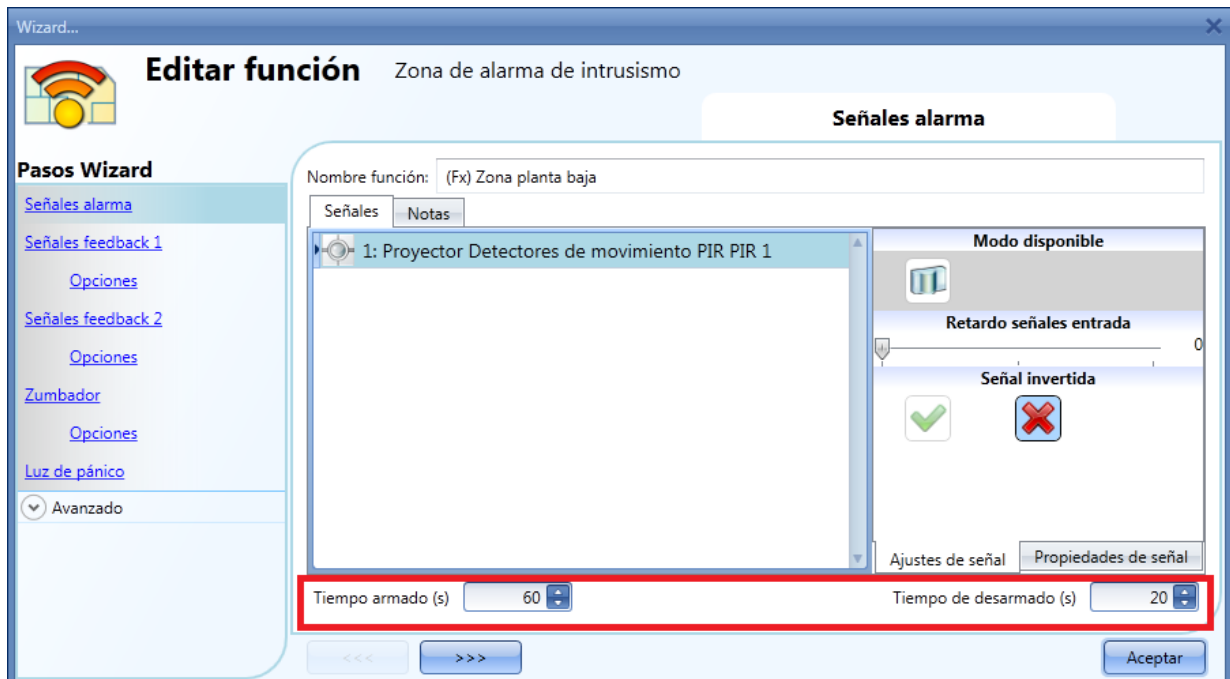 Wizard...
Editar función Zona de alarma de intrusismo
Señales alarma
Pasos Wizard
Señales alarma
Señales feedback 1
Opciones
Señales feedback 2
Opciones
Zumbador
Opciones
Luz de pánico
Avanzado
Nombre función: (Fx) Zona planta baja
Señales Notas
1: Proyector Detectores de movimiento PIR PIR 1
Modo disponible
Retardo señales entrada
0
Señal invertida
Ajustes de señal Propiedades de señal
Tiempo armado (s) 60 Tiempo de desarmado (s) 20
<<< >>> Aceptar